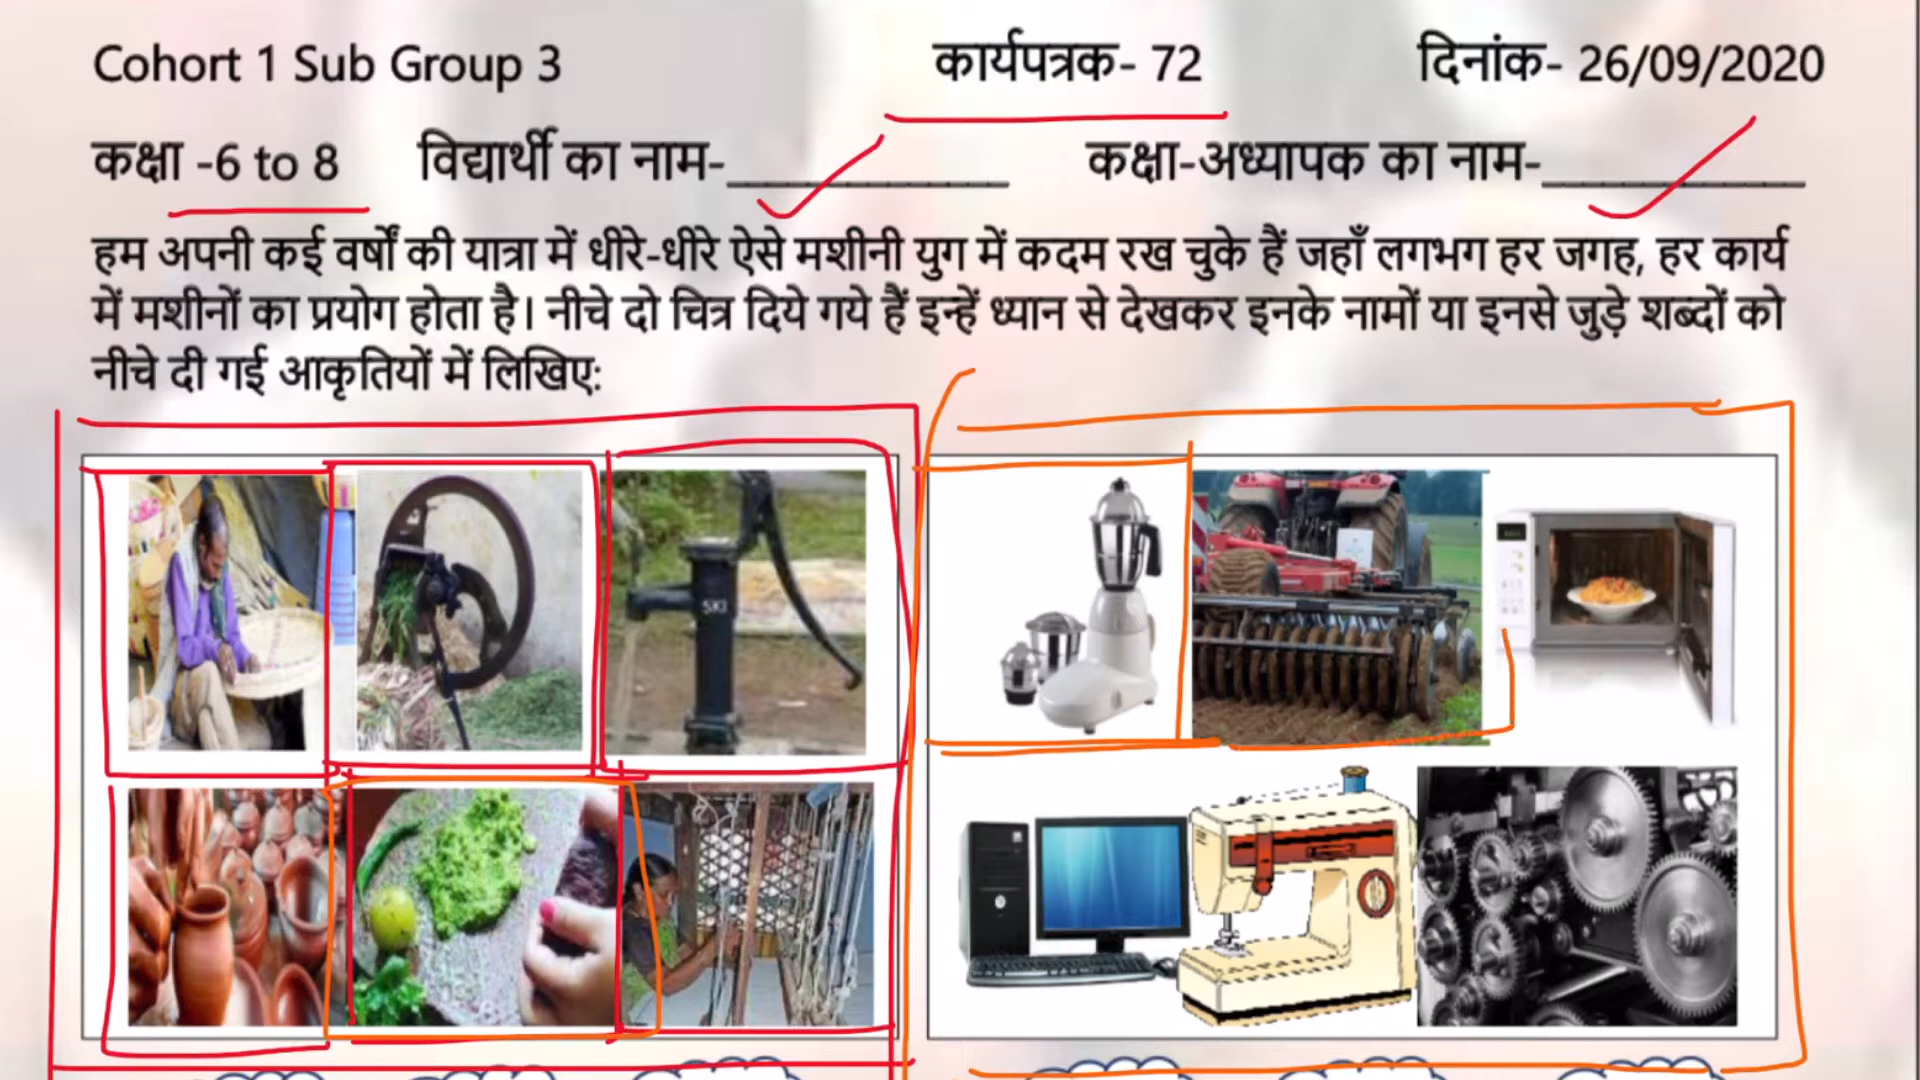 Cohort 1 Sub Group 3 कार्यपत्रक- 72 दिनांक- 26/09/2020
कक्षा -6 to 8 विद्यार्थी का नाम-____________ कक्षा-अध्यापक का नाम-____________
हम अपनी कई वर्षों की यात्रा में धीरे-धीरे ऐसे मशीनी युग में कदम रख चुके हैं जहाँ लगभग हर जगह, हर कार्य
में मशीनों का प्रयोग होता है। नीचे दो चित्र दिये गये हैं इन्हें ध्यान से देखकर इनके नामों या इनसे जुड़े शब्दों को
नीचे दी गई आकृतियों में लिखिए: